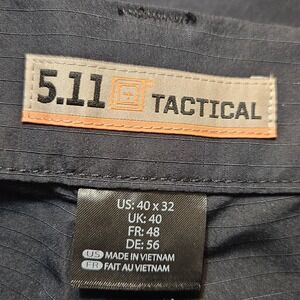 5.11 TACTICAL
US: 40 x 32
UK: 40
FR: 48
DE: 56
US MADE IN VIETNAM
FR FAIT AU VIETNAM